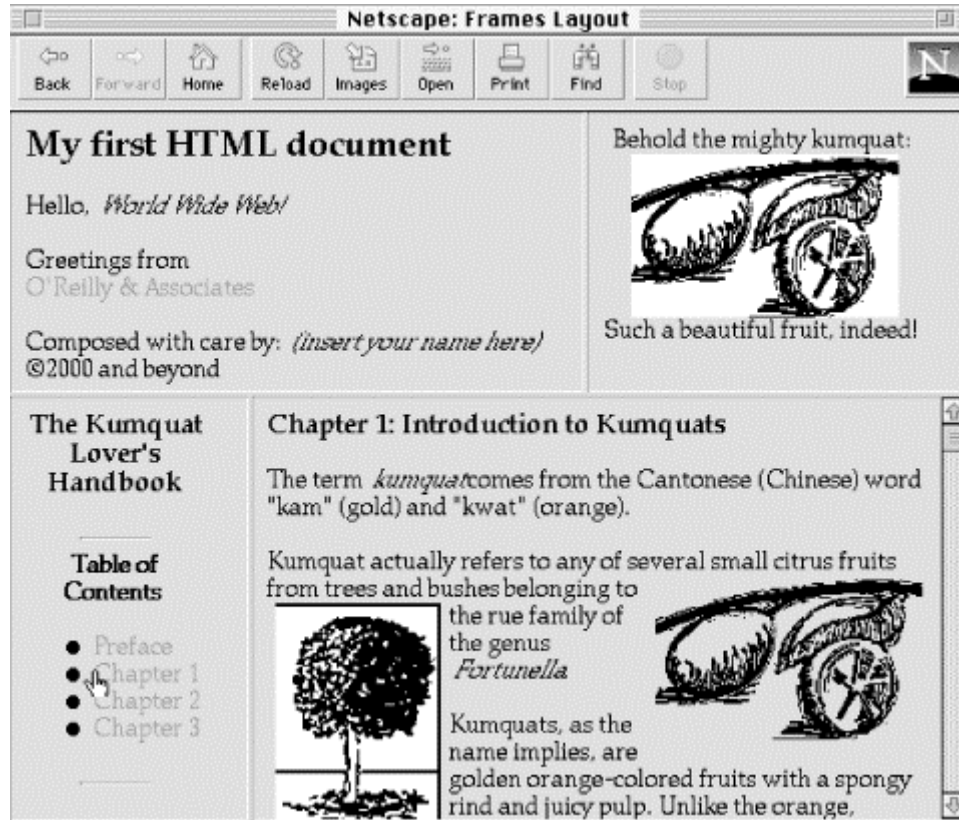 Netscape: Frames Layout
Back Forward Home Reload Images Open Print Find Stop
N
My first HTML document
Hello, World Wide Web!
Greetings from
O'Reilly & Associates
Composed with care by: (insert your name here)
©2000 and beyond
Behold the mighty kumquat:
Such a beautiful fruit, indeed!
The Kumquat
Lover's
Handbook
Table of
Contents
Preface
Chapter 1
Chapter 2
Chapter 3
Chapter 1: Introduction to Kumquats
The term kumquat comes from the Cantonese (Chinese) word
"kam" (gold) and "kwat" (orange).
Kumquat actually refers to any of several small citrus fruits
from trees and bushes belonging to
the rue family of
the genus
Fortunella
Kumquats, as the
name implies, are
golden orange-colored fruits with a spongy
rind and juicy pulp. Unlike the orange,